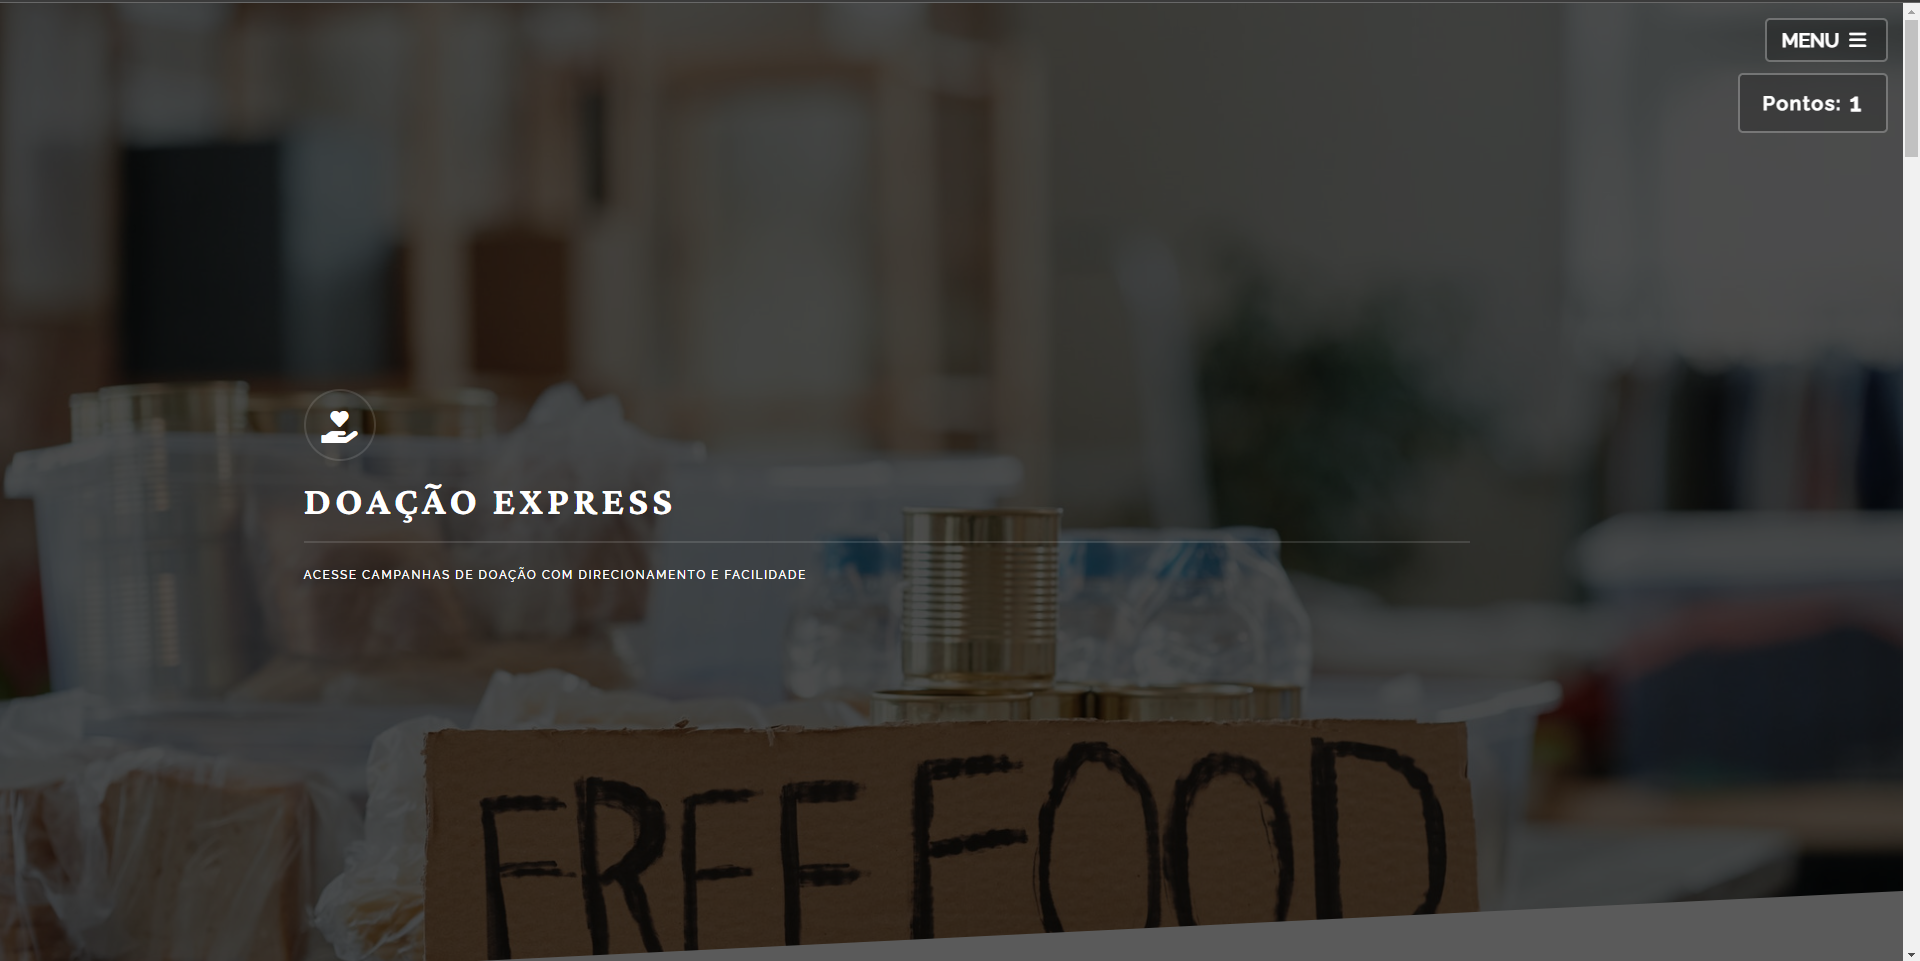 MENU
Pontos: 1
DOAÇÃO EXPRESS
ACESSE CAMPANHAS DE DOAÇÃO COM DIRECIONAMENTO E FACILIDADE
FREE FOOD